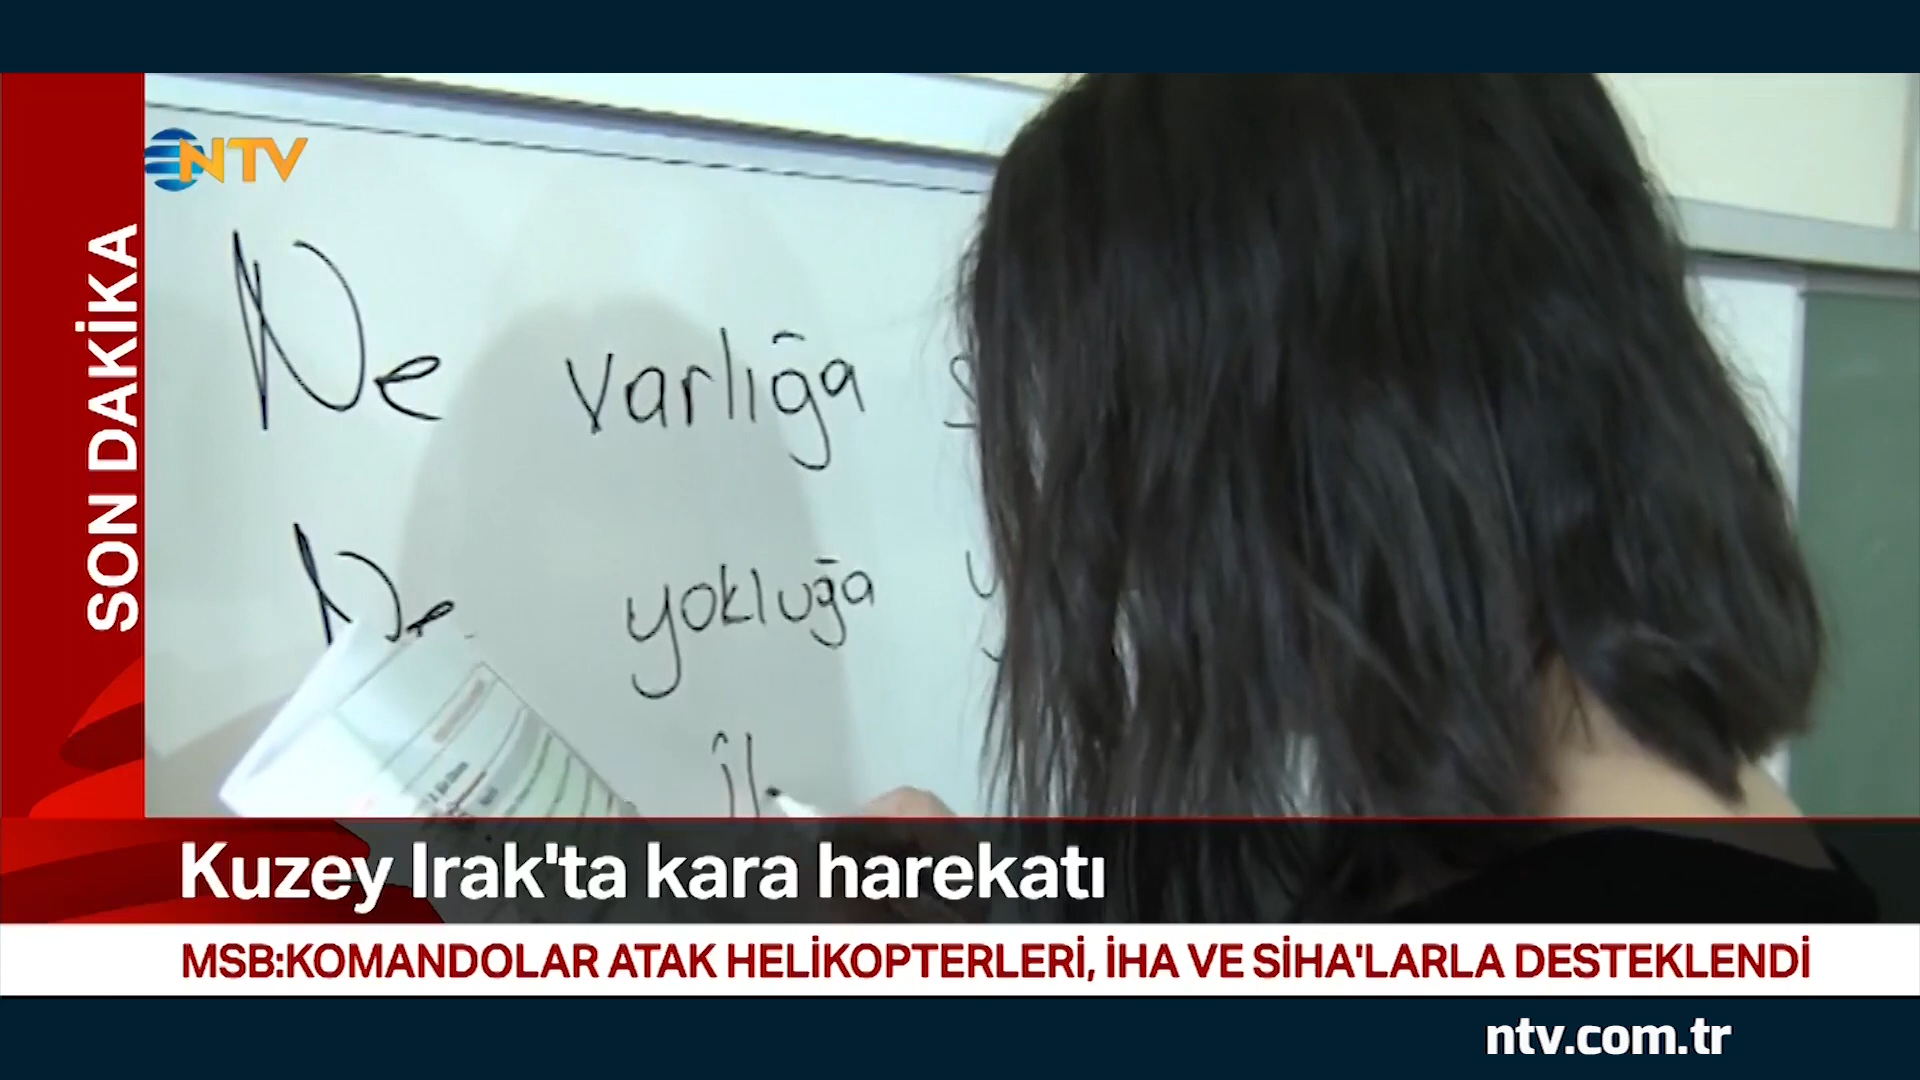 NTV
SON DAKİKA
Ne varlığa
Ne yokluğa
Kuzey Irak'ta kara harekatı
MSB:KOMANDOLAR ATAK HELİKOPTERLERİ, İHA VE SİHA'LARLA DESTEKLENDİ
ntv.com.tr